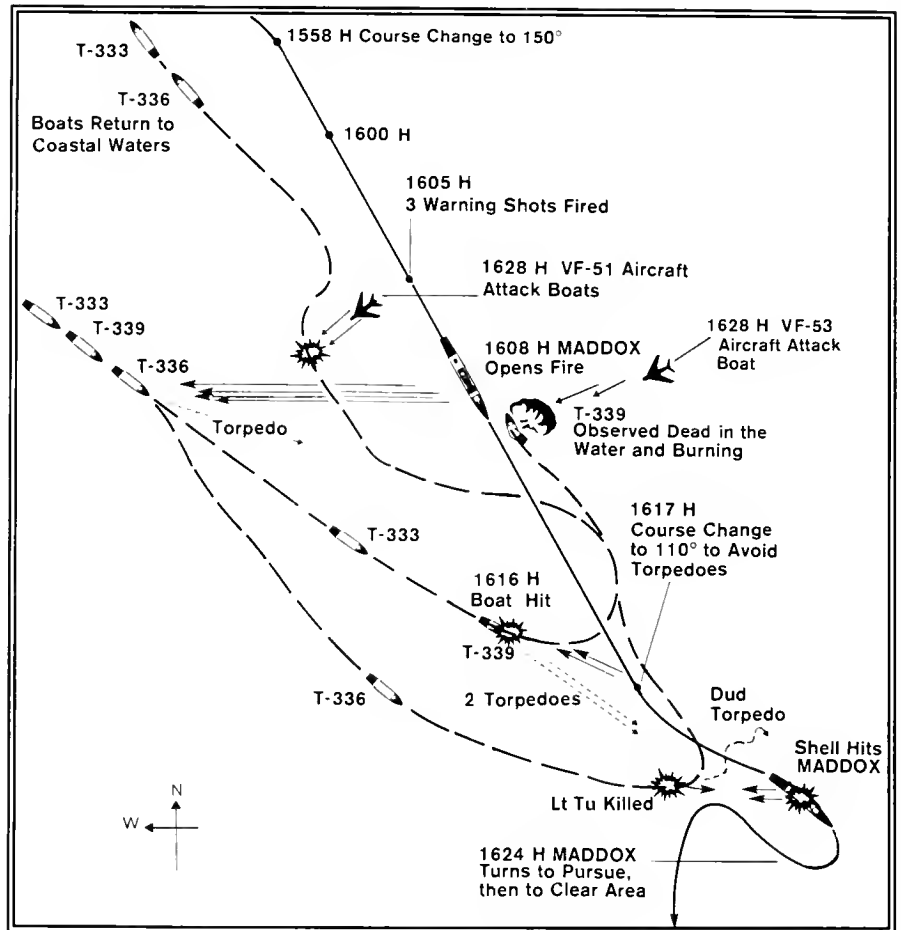 1558 H Course Change to 150°
T-333
T-336
Boats Return to
Coastal Waters
1600 H
1605 H
3 Warning Shots Fired
1628 H VF-51 Aircraft
Attack Boats
T-333
T-339
T-336
1608 H MADDOX
Opens Fire
1628 H VF-53
Aircraft Attack
Boat
Torpedo
T-339
Observed Dead in the
Water and Burning
T-333
1617 H
Course Change
to 110° to Avoid
Torpedoes
1616 H
Boat Hit
T-339
T-336
2 Torpedoes
Dud
Torpedo
Shell Hits
MADDOX
Lt Tu Killed
N
W
1624 H MADDOX
Turns to Pursue,
then to Clear Area